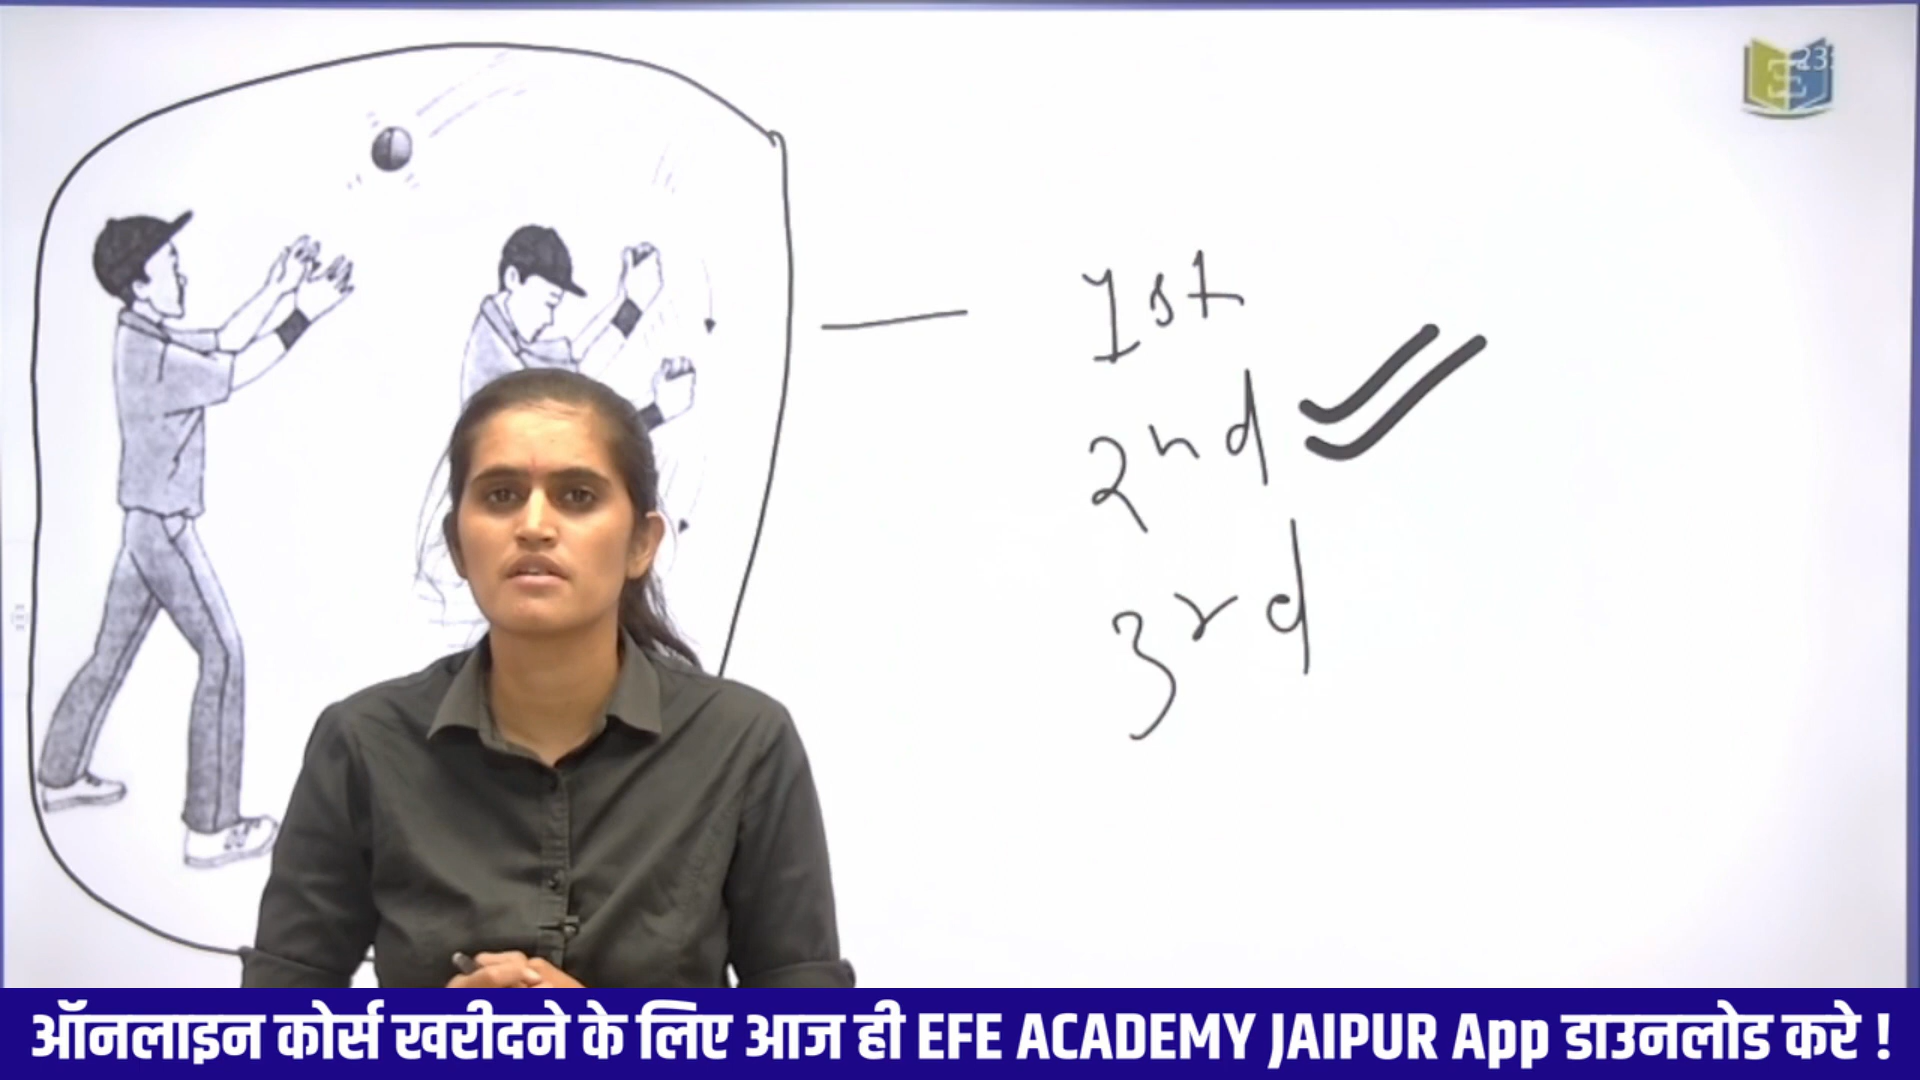 1st
2nd
3rd
ऑनलाइन कोर्स खरीदने के लिए आज ही EFE ACADEMY JAIPUR App डाउनलोड करे !